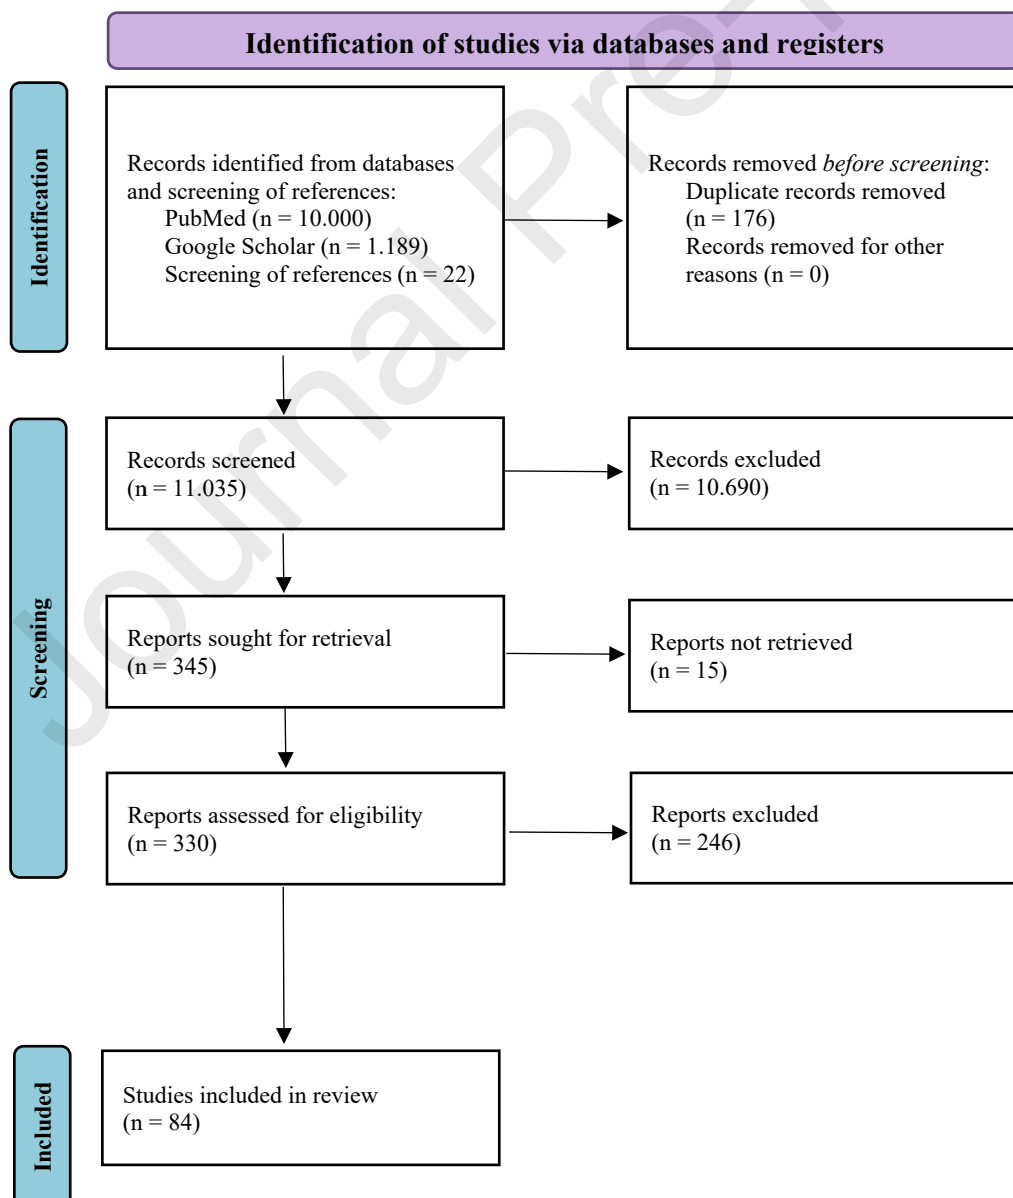 Identification of studies via databases and registers
Identification
Records identified from databases
and screening of references:
PubMed (n = 10.000)
Google Scholar (n = 1.189)
Screening of references (n = 22)
Records removed before screening:
Duplicate records removed
(n = 176)
Records removed for other
reasons (n = 0)
Screening
Records screened
(n = 11.035)
Records excluded
(n = 10.690)
Reports sought for retrieval
(n = 345)
Reports not retrieved
(n = 15)
Reports assessed for eligibility
(n = 330)
Reports excluded
(n = 246)
Included
Studies included in review
(n = 84)
Journal Pre-